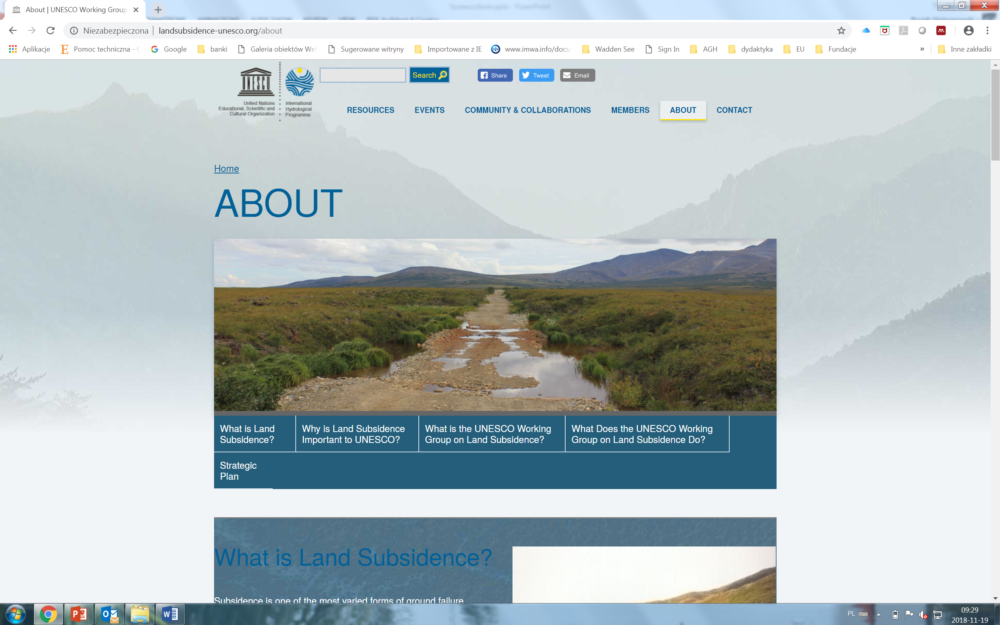 About | UNESCO Working Group
Sprawozdanie.pptx - PowerPoint
Niezabezpieczona | landsubsidence-unesco.org/about
Aplikacje Pomoc techniczna - Google banki Galeria obiektów Sugerowane witryny Importowane z IE www.imwa.info/docs/ Wadden See Sign In AGH dydaktyka EU Fundacje » Inne zakładki
UNESCO
United Nations
Educational, Scientific and
Cultural Organization
International
Hydrological
Programme
Search
Share Tweet Email
RESOURCES EVENTS COMMUNITY & COLLABORATIONS MEMBERS ABOUT CONTACT
Home
ABOUT
What is Land
Subsidence?
Why is Land Subsidence
Important to UNESCO?
What is the UNESCO Working
Group on Land Subsidence?
What Does the UNESCO Working
Group on Land Subsidence Do?
Strategic
Plan
What is Land Subsidence?
Subsidence is one of the most varied forms of ground failure
PL
09:29
2018-11-19